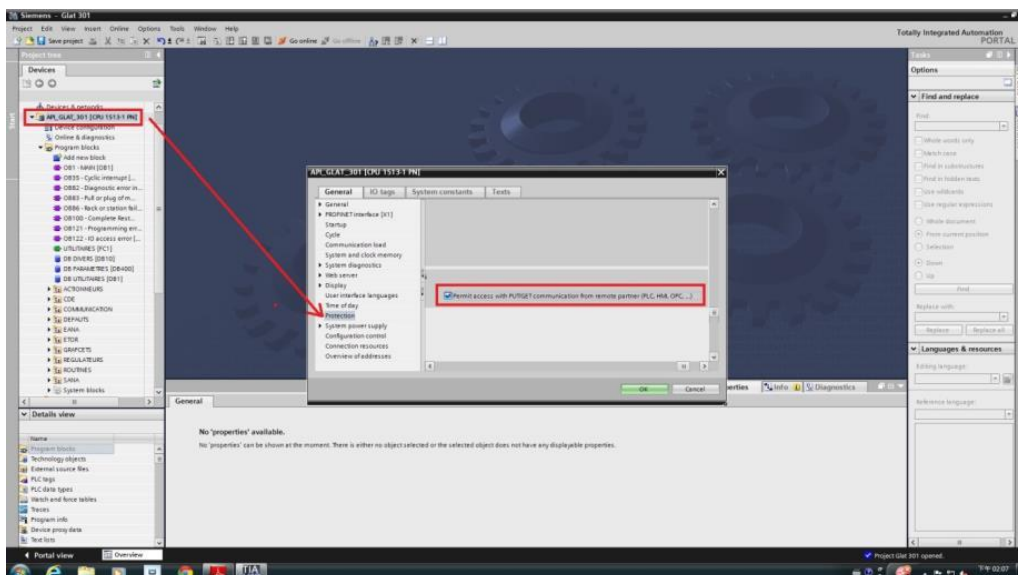 Siemens - Glat 301
Project Edit View Insert Online Options Tools Window Help
Totally Integrated Automation
PORTAL
Save project
Go online
Go offline
Project tree
Devices
Devices & networks
API_GLAT_301 [CPU 1513-1 PN]
Device configuration
Online & diagnostics
Program blocks
Add new block
OB1 - MAIN [OB1]
OB35 - Cyclic interrupt [...
OB82 - Diagnostic error in...
OB83 - Pull or plug of m...
OB86 - Rack or station fail...
OB100 - Complete Rest...
OB121 - Programming err...
OB122 - IO access error [...
UTILITAIRES [FC1]
DB DIVERS [DB10]
DB PARAMETRES [DB400]
DB UTILITAIRES [DB1]
ACTIONNEURS
CDE
COMMUNICATION
DEFAUTS
EANA
ETOR
GRAFCETS
REGULATEURS
ROUTINES
SANA
System blocks
Details view
Name
Program blocks
Technology objects
External source files
PLC tags
PLC data types
Watch and force tables
Traces
Program info
Device proxy data
Text lists
Portal view
Overview
Start
API_GLAT_301 [CPU 1513-1 PN]
General IO tags System constants Texts
General
PROFINET interface [X1]
Startup
Cycle
Communication load
System and clock memory
System diagnostics
Web server
Display
User interface languages
Time of day
Protection
System power supply
Configuration control
Connection resources
Overview of addresses
Permit access with PUT/GET communication from remote partner (PLC, HMI, OPC, ...)
OK Cancel
Info Diagnostics
General
No 'properties' available.
No 'properties' can be shown at the moment. There is either no object selected or the selected object does not have any displayable properties.
Tasks
Options
Find and replace
Find:
Whole words only
Match case
Find in substructures
Find in hidden texts
Use wildcards
Use regular expressions
Whole document
From current position
Selection
Down
Up
Find
Replace with:
Replace Replace all
Languages & resources
Editing language:
Reference language:
Project Glat 301 opened.
下午 02:07